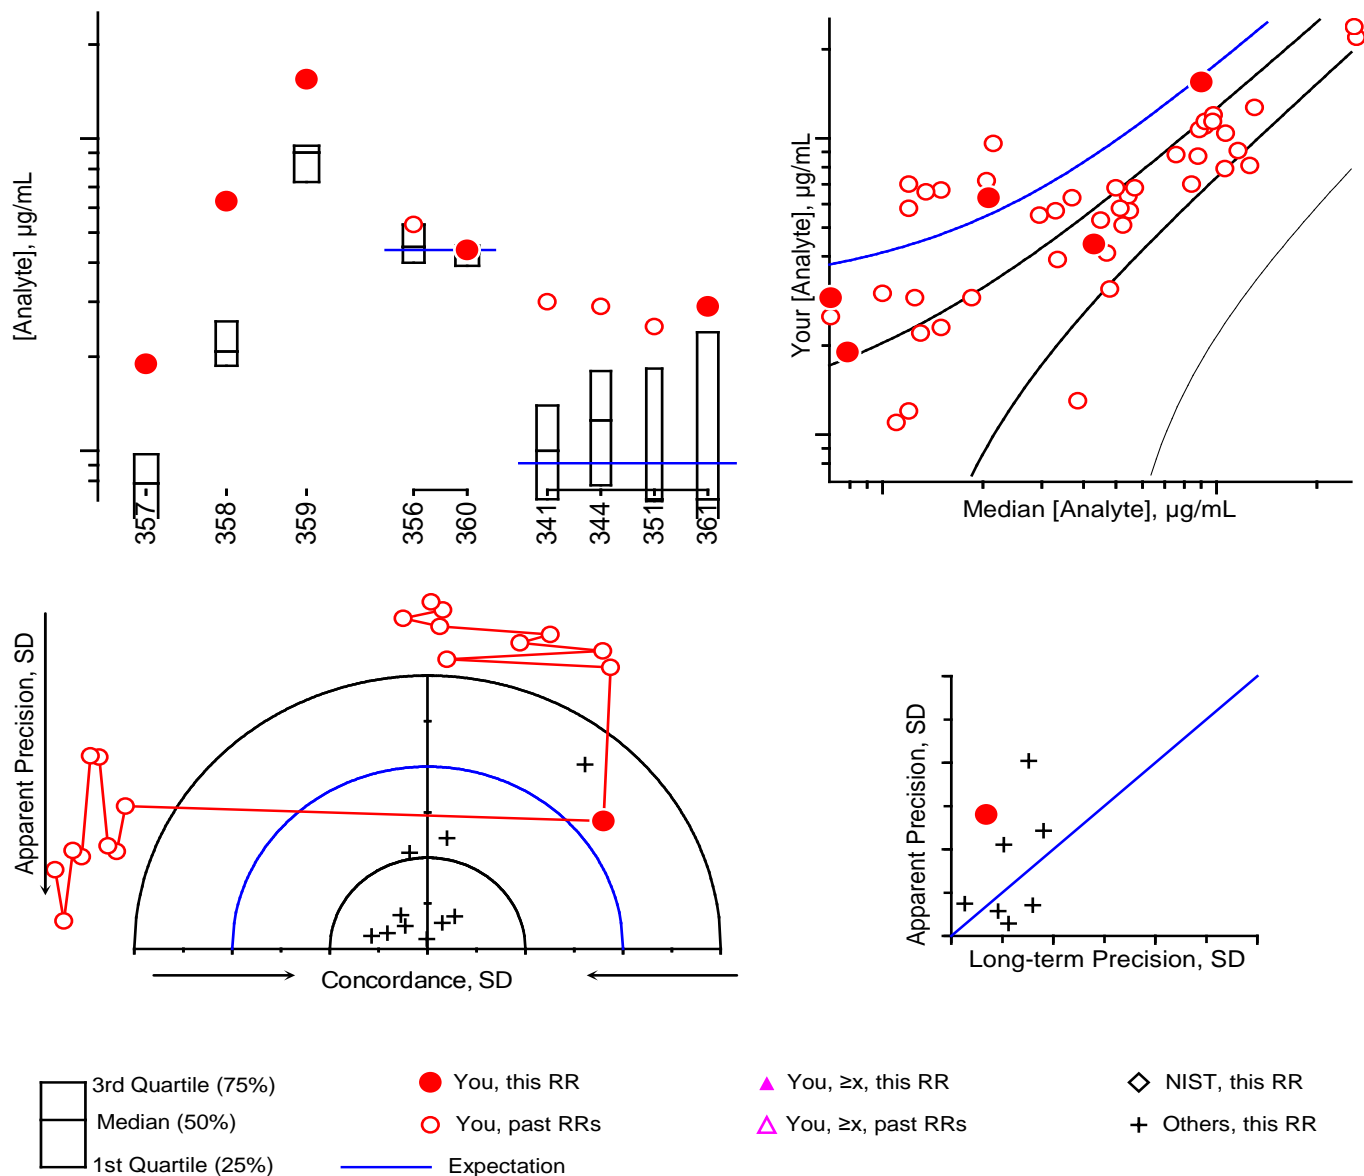 [Analyte], µg/mL
357
358
359
356
360
341
344
351
361
Your [Analyte], µg/mL
Median [Analyte], µg/mL
Apparent Precision, SD
Concordance, SD
Apparent Precision, SD
Long-term Precision, SD
3rd Quartile (75%)
Median (50%)
1st Quartile (25%)
You, this RR
You, past RRs
Expectation
You, ≥x, this RR
You, ≥x, past RRs
NIST, this RR
Others, this RR